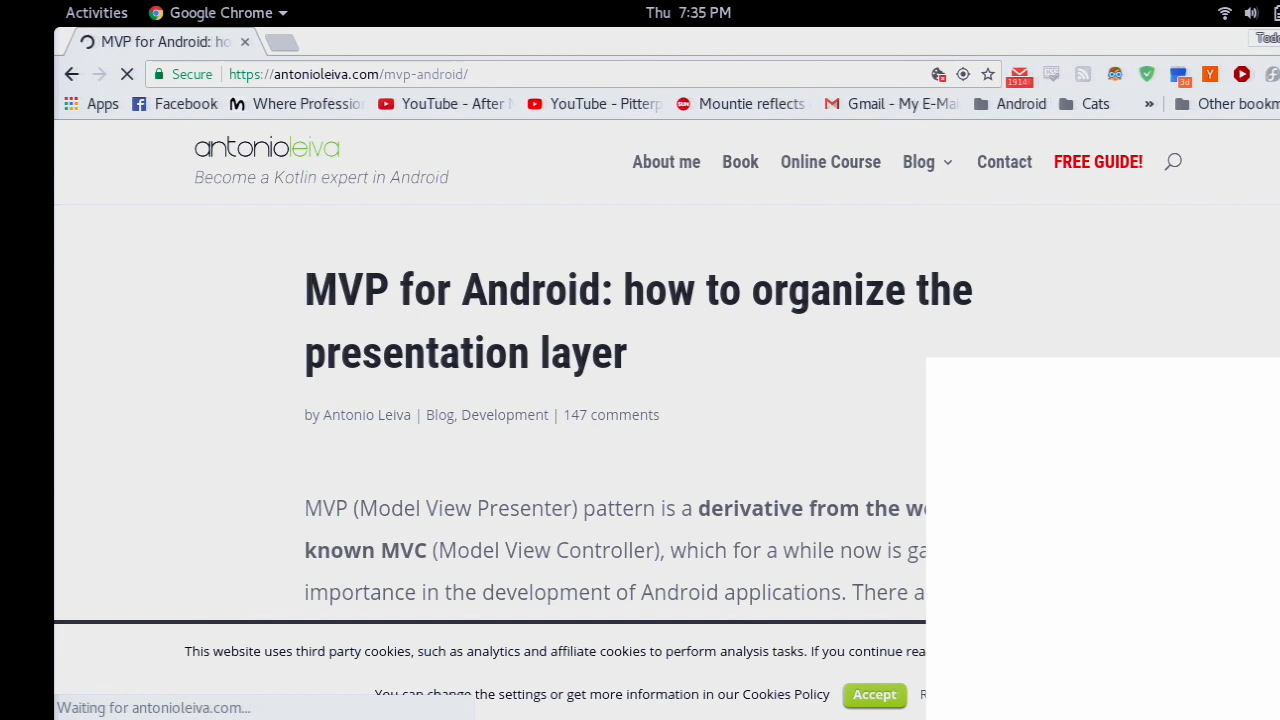 Activities Google Chrome Thu 7:35 PM
MVP for Android: ho
Secure https://antonioleiva.com/mvp-android/ 1914 3d
Apps Facebook Where Professio YouTube - After YouTube - Pitterp Mountie reflects Gmail - My E-Ma Android Cats » Other bookm
antonioleiva
Become a Kotlin expert in Android
About me Book Online Course Blog Contact FREE GUIDE!
MVP for Android: how to organize the
presentation layer
by Antonio Leiva | Blog, Development | 147 comments
MVP (Model View Presenter) pattern is a derivative from the we
known MVC (Model View Controller), which for a while now is ga
importance in the development of Android applications. There a
This website uses third party cookies, such as analytics and affiliate cookies to perform analysis tasks. If you continue rea
You can change the settings or get more information in our Cookies Policy Accept R
Waiting for antonioleiva.com...